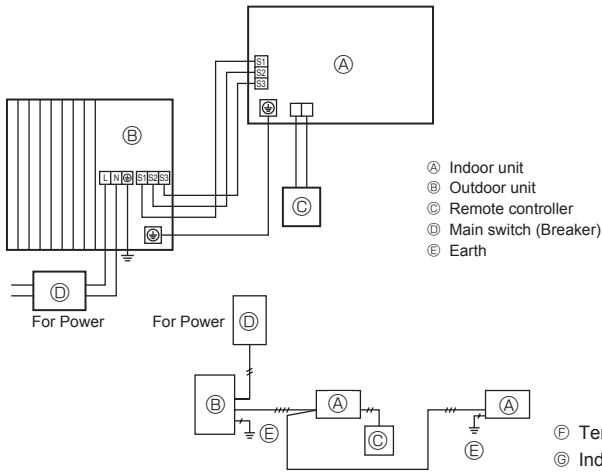 S1
S2
S3
Ⓐ
Ⓑ
L N S1 S2 S3
Ⓒ
Ⓓ
For Power
Ⓐ Indoor unit
Ⓑ Outdoor unit
Ⓒ Remote controller
Ⓓ Main switch (Breaker)
Ⓔ Earth
For Power Ⓓ
Ⓑ Ⓔ Ⓐ Ⓒ Ⓐ Ⓔ
Ⓕ
Ⓖ